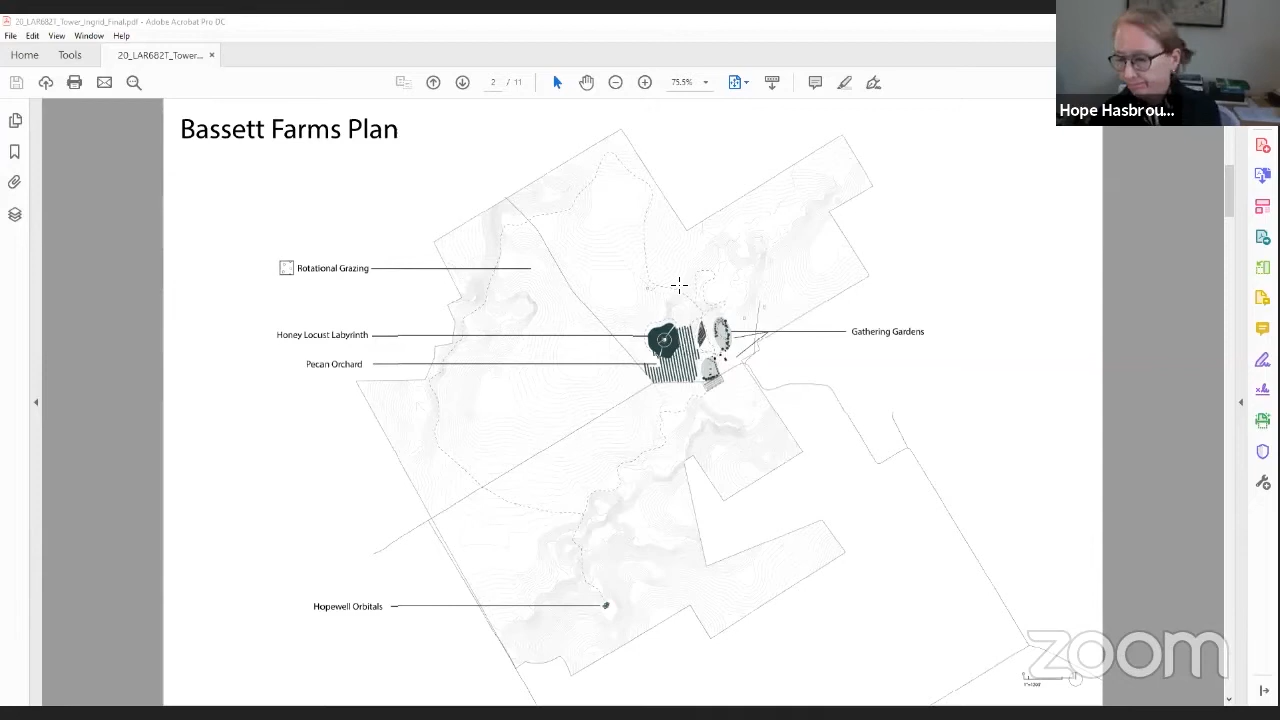 20_LAR682T_Tower_Ingrid_Final.pdf - Adobe Acrobat Pro DC
File Edit View Window Help
Home Tools 20_LAR682T_Tower... ×
2 / 11 75.5%
Hope Hasbrou...
Bassett Farms Plan
Rotational Grazing
Honey Locust Labyrinth
Gathering Gardens
Pecan Orchard
Hopewell Orbitals
zoom